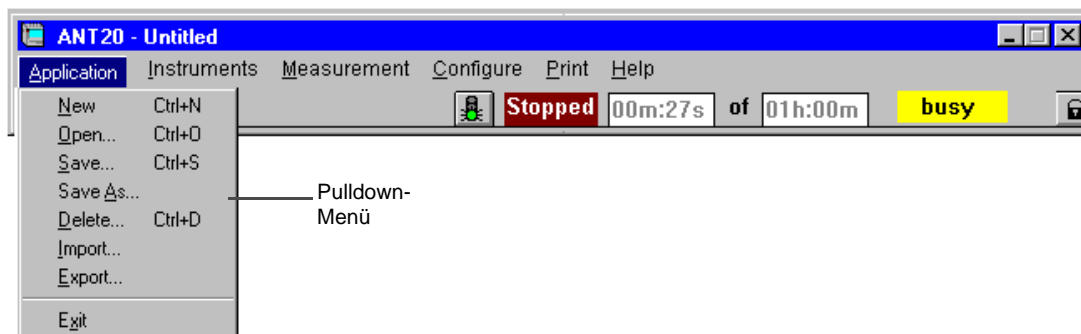 ANT20 - Untitled
Application Instruments Measurement Configure Print Help
Stopped 00m:27s of 01h:00m busy
New Ctrl+N
Open... Ctrl+O
Save... Ctrl+S
Save As...
Delete... Ctrl+D
Import...
Export...
Exit
Pulldown-
Menü